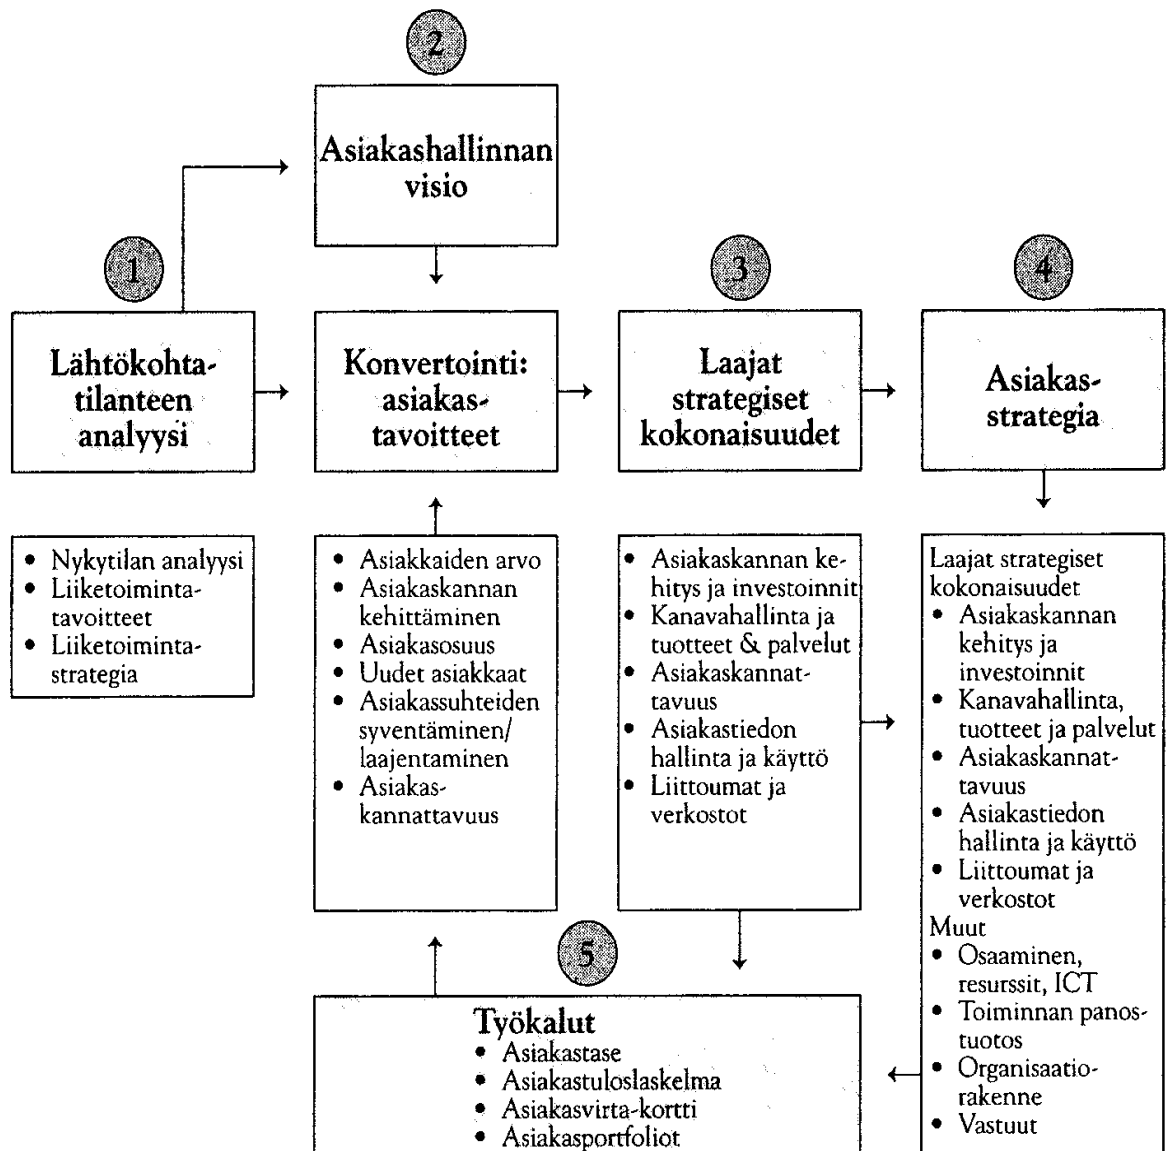 2
Asiakashallinnan
visio
1
3
4
Lähtökohta-
tilanteen
analyysi
Konvertointi:
asiakas-
tavoitteet
Laajat
strategiset
kokonaisuudet
Asiakas-
strategia
• Nykytilan analyysi
• Liiketoiminta-
tavoitteet
• Liiketoiminta-
strategia
• Asiakkaiden arvo
• Asiakaskannan
kehittäminen
• Asiakasosuus
• Uudet asiakkaat
• Asiakassuhteiden
syventäminen/
laajentaminen
• Asiakas-
kannattavuus
• Asiakaskannan ke-
hitys ja investoinnit
• Kanavahallinta ja
tuotteet & palvelut
• Asiakaskannat-
tavuus
• Asiakastiedon
hallinta ja käyttö
• Liittoumat ja
verkostot
Laajat strategiset
kokonaisuudet
• Asiakaskannan
kehitys ja
investoinnit
• Kanavahallinta,
tuotteet ja palvelut
• Asiakaskannat-
tavuus
• Asiakastiedon
hallinta ja käyttö
• Liittoumat ja
verkostot
Muut
• Osaaminen,
resurssit, ICT
• Toiminnan panos-
tuotos
• Organisaatio-
rakenne
• Vastuut
5
Työkalut
• Asiakastase
• Asiakastuloslaskelma
• Asiakasvirta-kortti
• Asiakasportfoliot